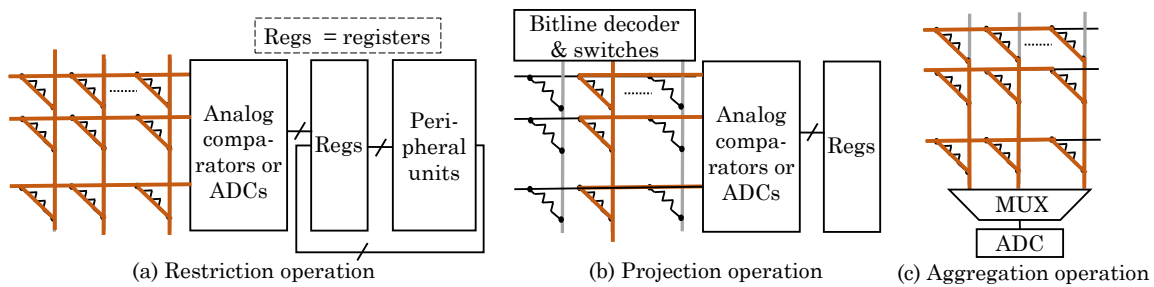 Regs = registers
Analog
compa-
rators or
ADCs
Regs
Peri-
pheral
units
(a) Restriction operation
Bitline decoder
& switches
Analog
compa-
rators or
ADCs
Regs
(b) Projection operation
MUX
ADC
(c) Aggregation operation